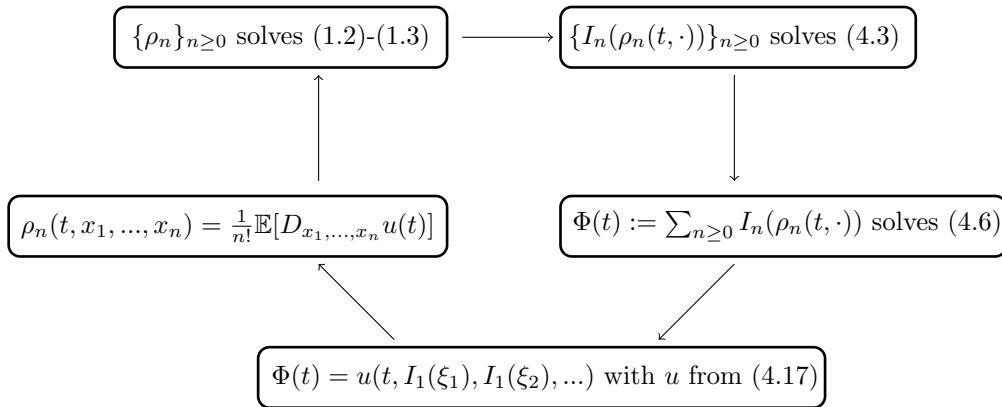 {ρ_n}_{n≥0} solves (1.2)-(1.3)
{I_n(ρ_n(t,·))}_{n≥0} solves (4.3)
ρ_n(t, x_1, ..., x_n) = \frac{1}{n!}𝔼[D_{x_1,...,x_n}u(t)]
Φ(t) := ∑_{n≥0} I_n(ρ_n(t,·)) solves (4.6)
Φ(t) = u(t, I_1(ξ_1), I_1(ξ_2), ...) with u from (4.17)